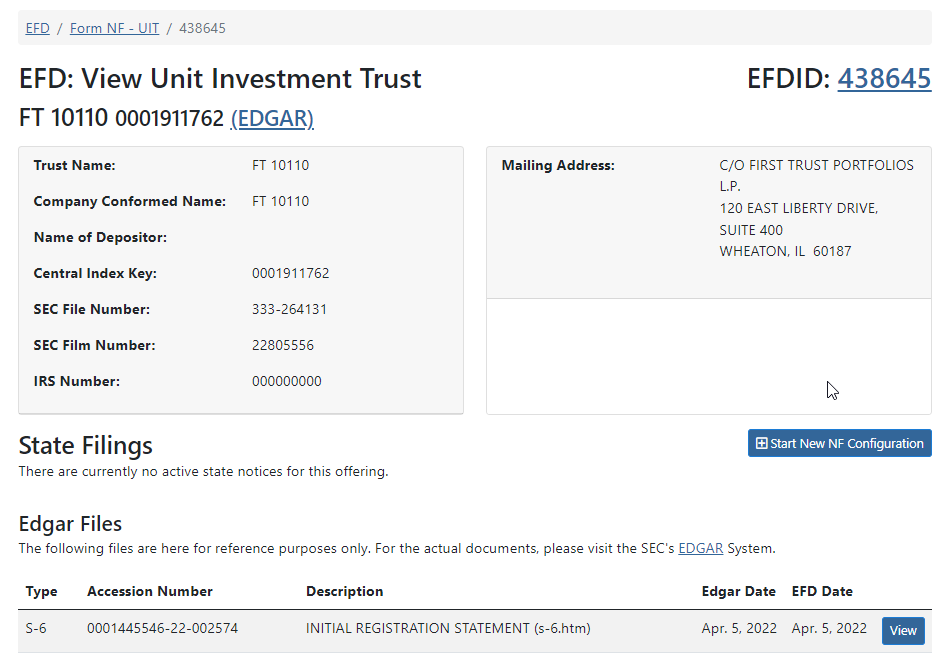 EFD / Form NF - UIT / 438645
EFD: View Unit Investment Trust
EFDID: 438645
FT 10110 0001911762 (EDGAR)
Trust Name: FT 10110
Company Conformed Name: FT 10110
Name of Depositor:
Central Index Key: 0001911762
SEC File Number: 333-264131
SEC Film Number: 22805556
IRS Number: 000000000
Mailing Address: C/O FIRST TRUST PORTFOLIOS
L.P.
120 EAST LIBERTY DRIVE,
SUITE 400
WHEATON, IL 60187
State Filings
Start New NF Configuration
There are currently no active state notices for this offering.
Edgar Files
The following files are here for reference purposes only. For the actual documents, please visit the SEC's EDGAR System.
Type Accession Number Description Edgar Date EFD Date
S-6 0001445546-22-002574 INITIAL REGISTRATION STATEMENT (s-6.htm) Apr. 5, 2022 Apr. 5, 2022 View